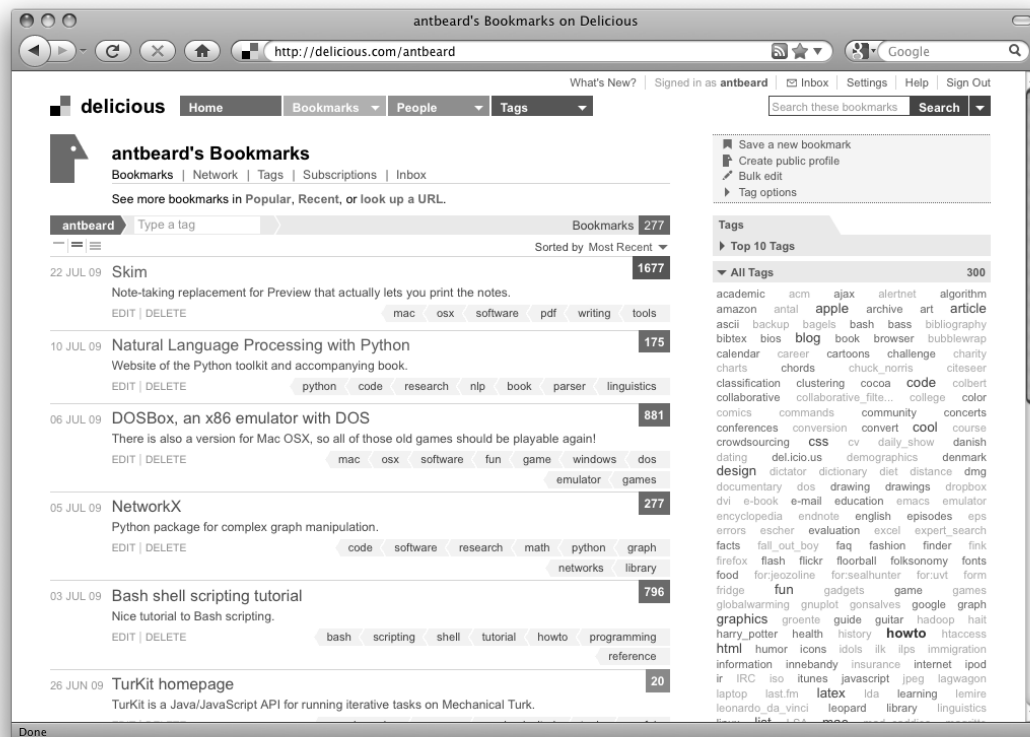 antbeard's Bookmarks on Delicious
http://delicious.com/antbeard
Google
What's New? Signed in as antbeard Inbox Settings Help Sign Out
delicious Home Bookmarks People Tags Search these bookmarks Search
antbeard's Bookmarks
Bookmarks | Network | Tags | Subscriptions | Inbox
See more bookmarks in Popular, Recent, or look up a URL.
antbeard Type a tag Bookmarks 277
Sorted by Most Recent
22 JUL 09 Skim 1677
Note-taking replacement for Preview that actually lets you print the notes.
EDIT | DELETE mac osx software pdf writing tools
10 JUL 09 Natural Language Processing with Python 175
Website of the Python toolkit and accompanying book.
EDIT | DELETE python code research nlp book parser linguistics
06 JUL 09 DOSBox, an x86 emulator with DOS 881
There is also a version for Mac OSX, so all of those old games should be playable again!
EDIT | DELETE mac osx software fun game windows dos
emulator games
05 JUL 09 NetworkX 277
Python package for complex graph manipulation.
EDIT | DELETE code software research math python graph
networks library
03 JUL 09 Bash shell scripting tutorial 796
Nice tutorial to Bash scripting.
EDIT | DELETE bash scripting shell tutorial howto programming
reference
26 JUN 09 TurKit homepage 20
TurKit is a Java/JavaScript API for running iterative tasks on Mechanical Turk.
Save a new bookmark
Create public profile
Bulk edit
Tag options
Tags
Top 10 Tags
All Tags 300
academic acm ajax alertnet algorithm
amazon antal apple archive art article
ascii backup bagels bash bass bibliography
bibtex bios blog book browser bubblewrap
calendar career cartoons challenge charity
charts chords chuck_norris citeseer
classification clustering cocoa code colbert
collaborative collaborative_filte... college color
comics commands community concerts
conferences conversion convert cool course
crowdsourcing css cv daily_show danish
dating del.icio.us demographics denmark
design dictator dictionary diet distance dmg
documentary dos drawing drawings dropbox
dvi e-book e-mail education emacs emulator
encyclopedia endnote english episodes eps
errors escher evaluation excel expert_search
facts fall_out_boy faq fashion finder fink
firefox flash flickr floorball folksonomy fonts
food for:jeozoline for:sealhunter for:uvt form
fridge fun gadgets game games
globalwarming gnuplot gonsalves google graph
graphics groente guide guitar hadoop hait
harry_potter health history howto htaccess
html humor icons idols ilk ilps immigration
information innebandy insurance internet ipod
ir IRC iso itunes javascript jpeg lagwagon
laptop last.fm latex lda learning lemire
leonardo_da_vinci leopard library linguistics
Done